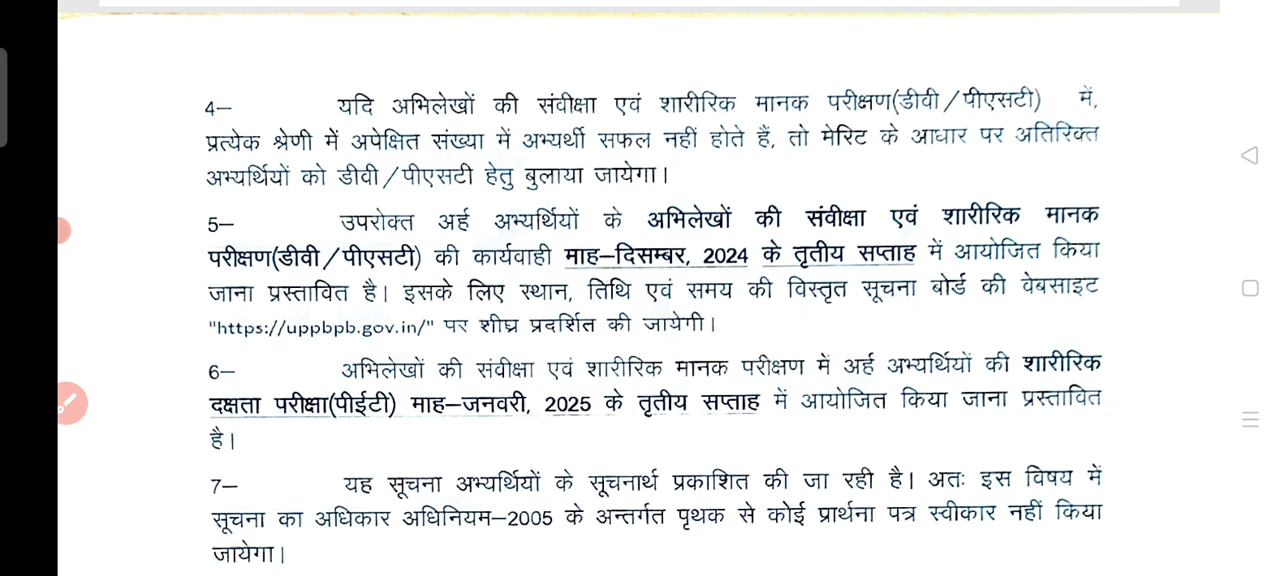 4– यदि अभिलेखों की संवीक्षा एवं शारीरिक मानक परीक्षण(डीवी/पीएसटी) में,
प्रत्येक श्रेणी में अपेक्षित संख्या में अभ्यर्थी सफल नहीं होते हैं, तो मेरिट के आधार पर अतिरिक्त
अभ्यर्थियों को डीवी/पीएसटी हेतु बुलाया जायेगा।
5– उपरोक्त अर्ह अभ्यर्थियों के अभिलेखों की संवीक्षा एवं शारीरिक मानक
परीक्षण(डीवी/पीएसटी) की कार्यवाही माह–दिसम्बर, 2024 के तृतीय सप्ताह में आयोजित किया
जाना प्रस्तावित है। इसके लिए स्थान, तिथि एवं समय की विस्तृत सूचना बोर्ड की वेबसाइट
"https://uppbpb.gov.in/" पर शीघ्र प्रदर्शित की जायेगी।
6– अभिलेखों की संवीक्षा एवं शारीरिक मानक परीक्षण में अर्ह अभ्यर्थियों की शारीरिक
दक्षता परीक्षा(पीईटी) माह–जनवरी, 2025 के तृतीय सप्ताह में आयोजित किया जाना प्रस्तावित
है।
7– यह सूचना अभ्यर्थियों के सूचनार्थ प्रकाशित की जा रही है। अतः इस विषय में
सूचना का अधिकार अधिनियम–2005 के अन्तर्गत पृथक से कोई प्रार्थना पत्र स्वीकार नहीं किया
जायेगा।